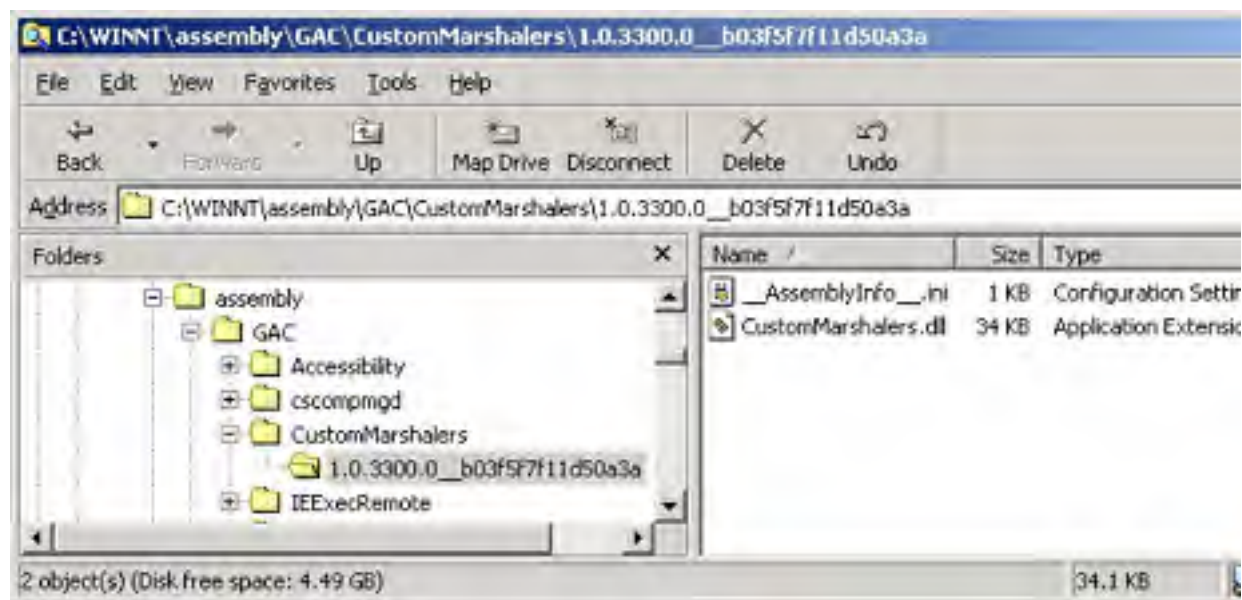 C:\WINNT\assembly\GAC\CustomMarshalers\1.0.3300.0__b03f5f7f11d50a3a
File Edit View Favorites Tools Help
Back Forward Up Map Drive Disconnect Delete Undo
Address C:\WINNT\assembly\GAC\CustomMarshalers\1.0.3300.0__b03f5f7f11d50a3a
Folders
assembly
GAC
Accessibility
cscompmgd
CustomMarshalers
1.0.3300.0__b03f5f7f11d50a3a
IEExecRemote
Name Size Type
__AssemblyInfo__.ini 1 KB Configuration Settin
CustomMarshalers.dll 34 KB Application Extensio
2 object(s) (Disk free space: 4.49 GB) 34.1 KB